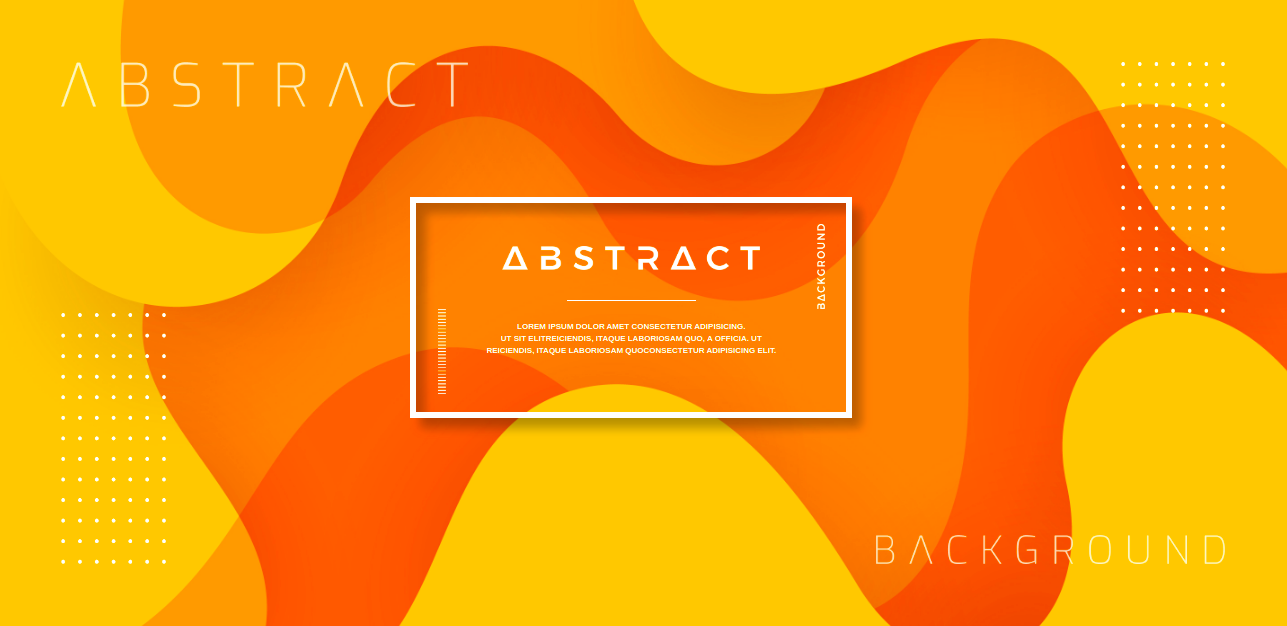 ABSTRACT
ABSTRACT
BACKGROUND
LOREM IPSUM DOLOR AMET CONSECTETUR ADIPISICING.
UT SIT ELITREICIENDIS, ITAQUE LABORIOSAM QUO, A OFFICIA. UT
REICIENDIS, ITAQUE LABORIOSAM QUOCONSECTETUR ADIPISICING ELIT.
BACKGROUND